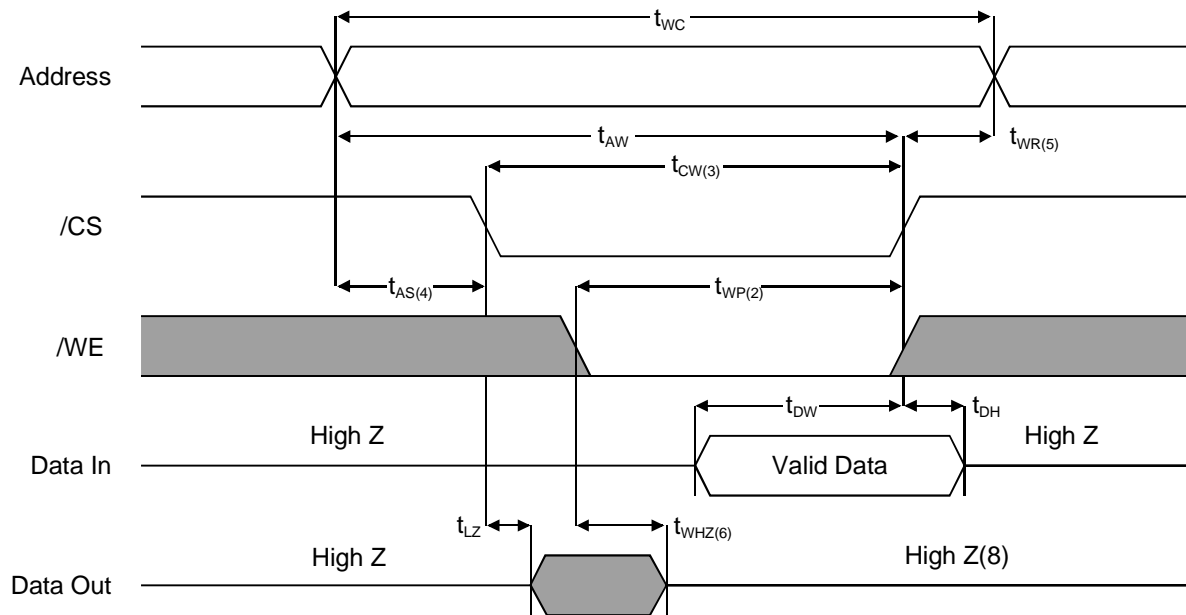 tWC
Address
tAW
tWR(5)
tCW(3)
/CS
tAS(4)
tWP(2)
/WE
tDW
tDH
High Z
High Z
Data In
Valid Data
tLZ
tWHZ(6)
High Z
High Z(8)
Data Out